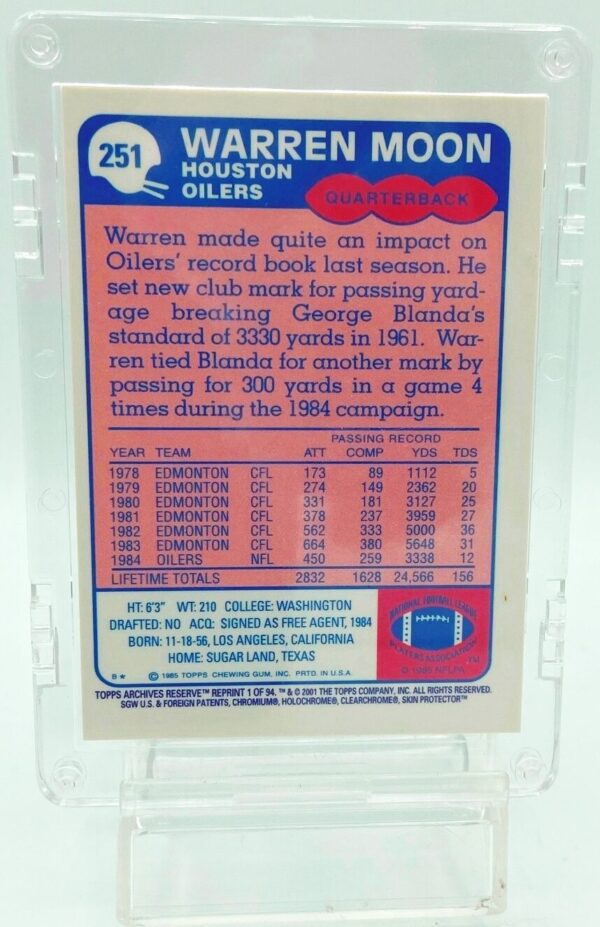 251
WARREN MOON
HOUSTON
OILERS
QUARTERBACK
Warren made quite an impact on
Oilers' record book last season. He
set new club mark for passing yard-
age breaking George Blanda's
standard of 3330 yards in 1961. War-
ren tied Blanda for another mark by
passing for 300 yards in a game 4
times during the 1984 campaign.
PASSING RECORD
YEAR TEAM ATT COMP YDS TDS
1978 EDMONTON CFL 173 89 1112 5
1979 EDMONTON CFL 274 149 2362 20
1980 EDMONTON CFL 331 181 3127 25
1981 EDMONTON CFL 378 237 3959 27
1982 EDMONTON CFL 562 333 5000 36
1983 EDMONTON CFL 664 380 5648 31
1984 OILERS NFL 450 259 3338 12
LIFETIME TOTALS 2832 1628 24,566 156
HT: 6'3" WT: 210 COLLEGE: WASHINGTON
DRAFTED: NO ACQ: SIGNED AS FREE AGENT, 1984
BORN: 11-18-56, LOS ANGELES, CALIFORNIA
HOME: SUGAR LAND, TEXAS
NATIONAL FOOTBALL LEAGUE
PLAYERS ASSOCIATION
TM
© 1985 NFLPA
B* © 1985 TOPPS CHEWING GUM, INC. PRTD. IN U.S.A.
TOPPS ARCHIVES RESERVE™ REPRINT 1 OF 94. ™ & © 2001 THE TOPPS COMPANY, INC. ALL RIGHTS RESERVED.
SGW U.S. & FOREIGN PATENTS, CHROMIUM®, HOLOCHROME®, CLEARCHROME®, SKIN PROTECTOR™